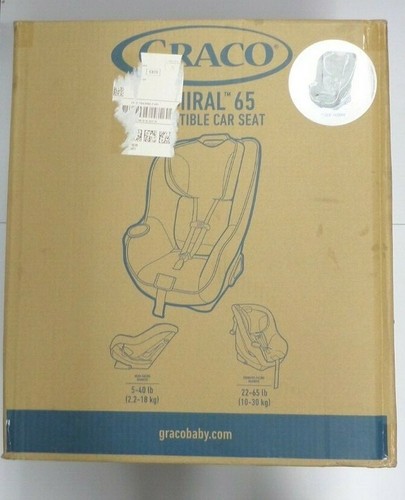 GRACO
MIRAL™ 65
TIBLE CAR SEAT
5-40 lb
(2.3-18 kg)
22-65 lb
(10-30 kg)
gracobaby.com